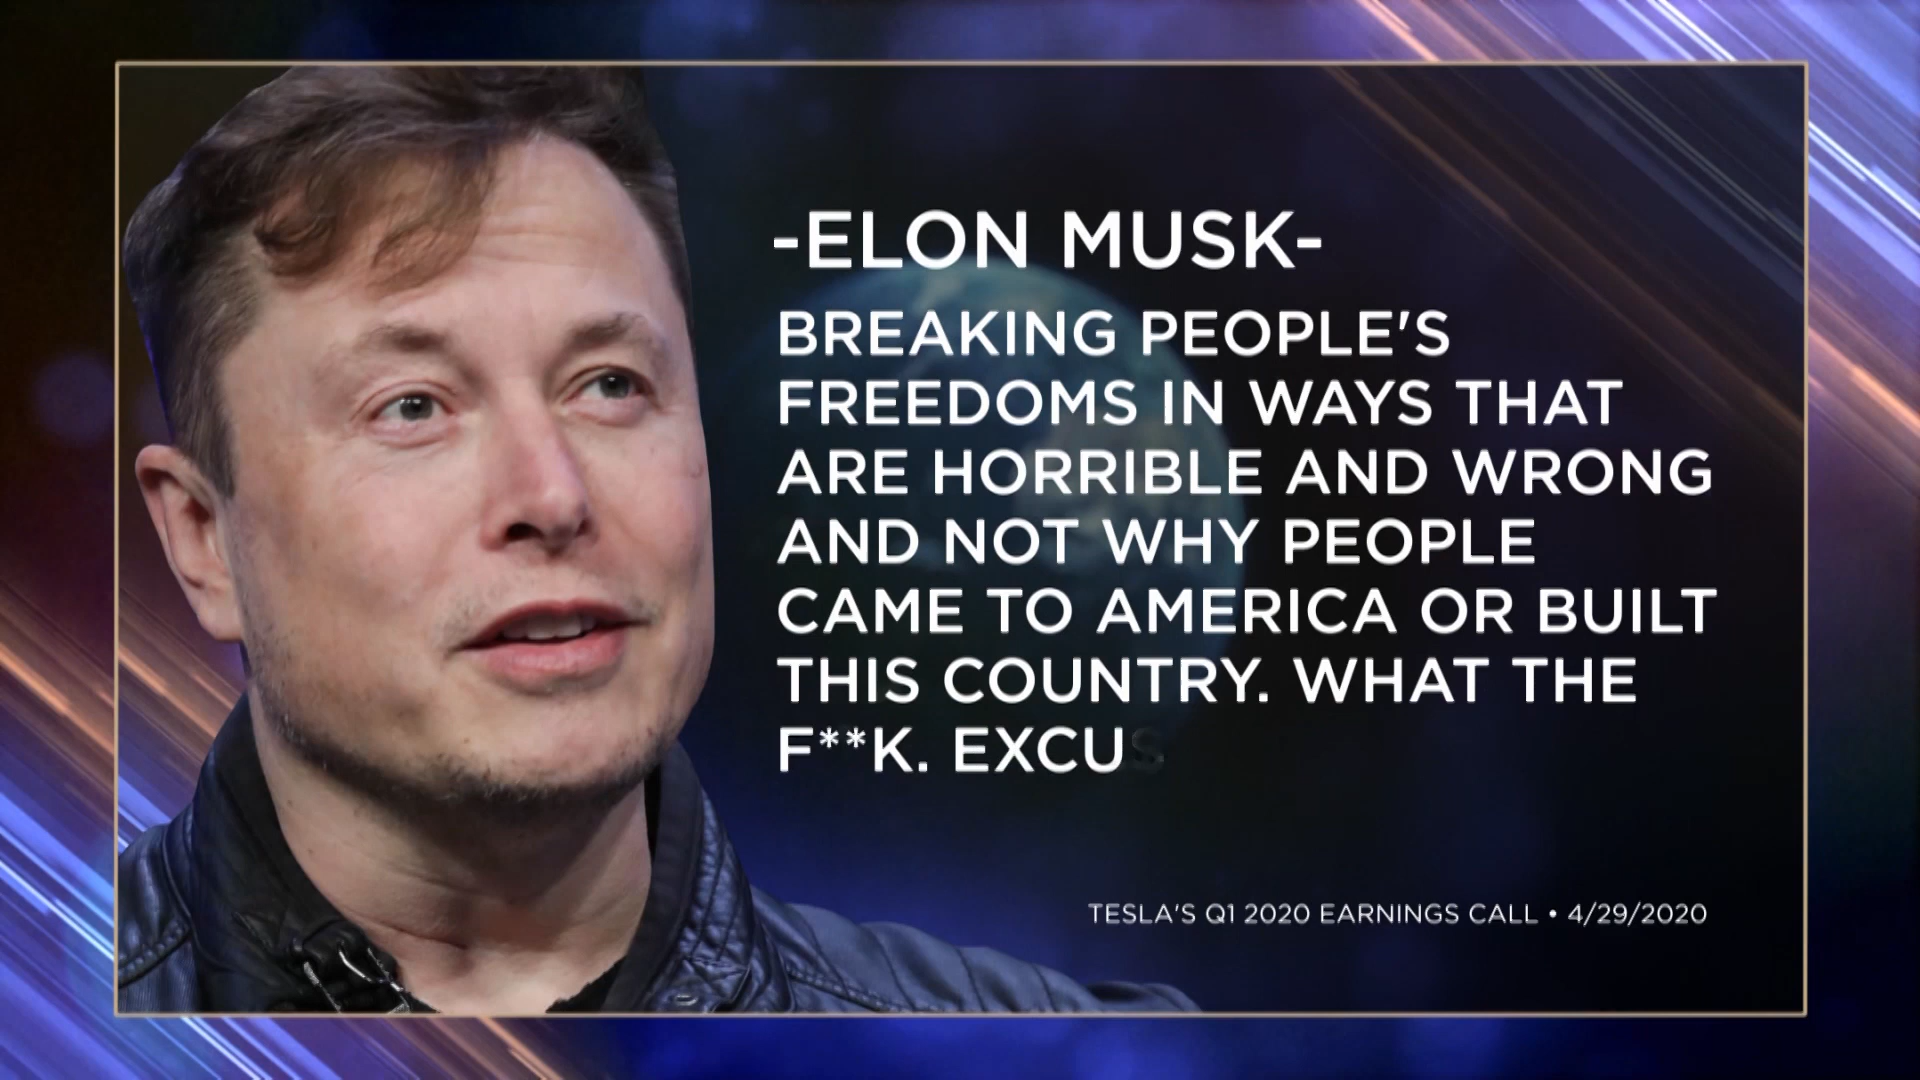 -ELON MUSK-
BREAKING PEOPLE'S
FREEDOMS IN WAYS THAT
ARE HORRIBLE AND WRONG
AND NOT WHY PEOPLE
CAME TO AMERICA OR BUILT
THIS COUNTRY. WHAT THE
F**K. EXCUS
TESLA'S Q1 2020 EARNINGS CALL • 4/29/2020